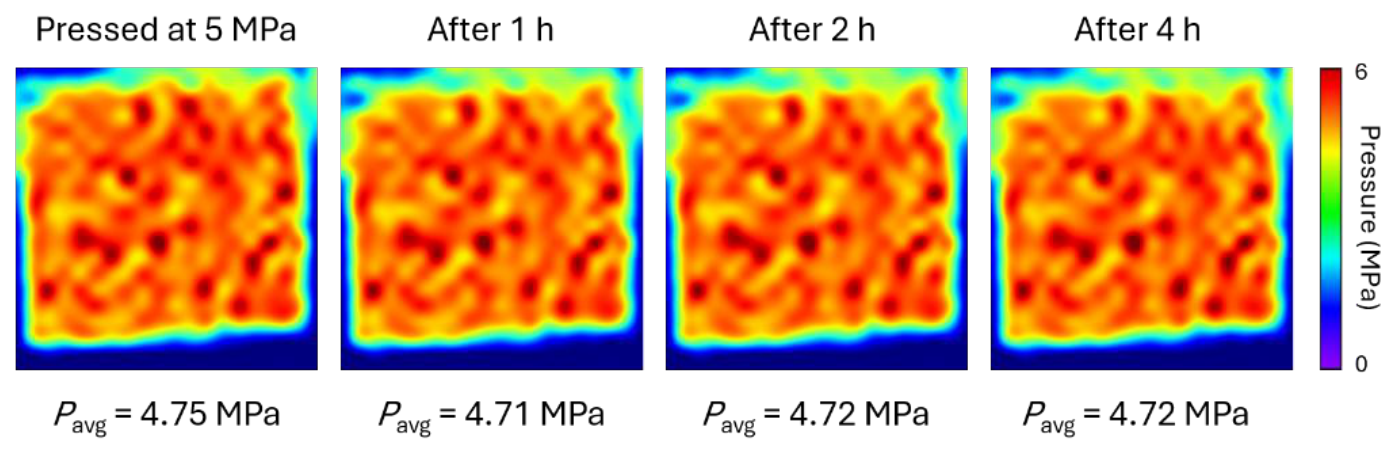 Pressed at 5 MPa
After 1 h
After 2 h
After 4 h
6
Pressure (MPa)
0
Pavg = 4.75 MPa
Pavg = 4.71 MPa
Pavg = 4.72 MPa
Pavg = 4.72 MPa